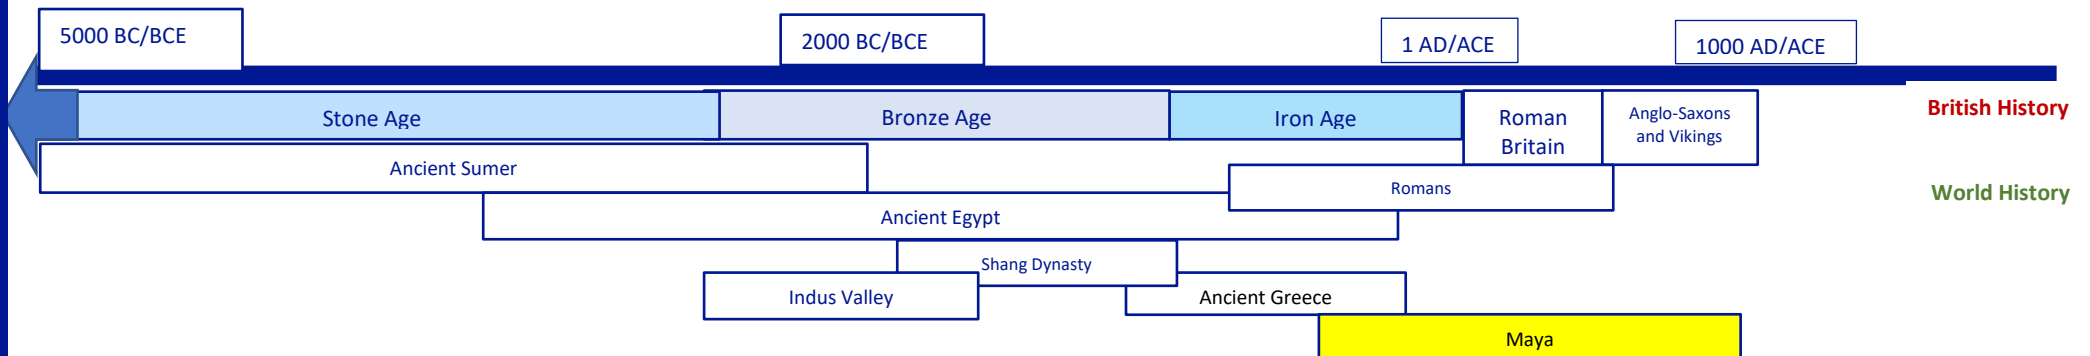 5000 BC/BCE
2000 BC/BCE
1 AD/ACE
1000 AD/ACE
Stone Age
Bronze Age
Iron Age
Roman
Britain
Anglo-Saxons
and Vikings
British History
Ancient Sumer
Romans
World History
Ancient Egypt
Shang Dynasty
Indus Valley
Ancient Greece
Maya